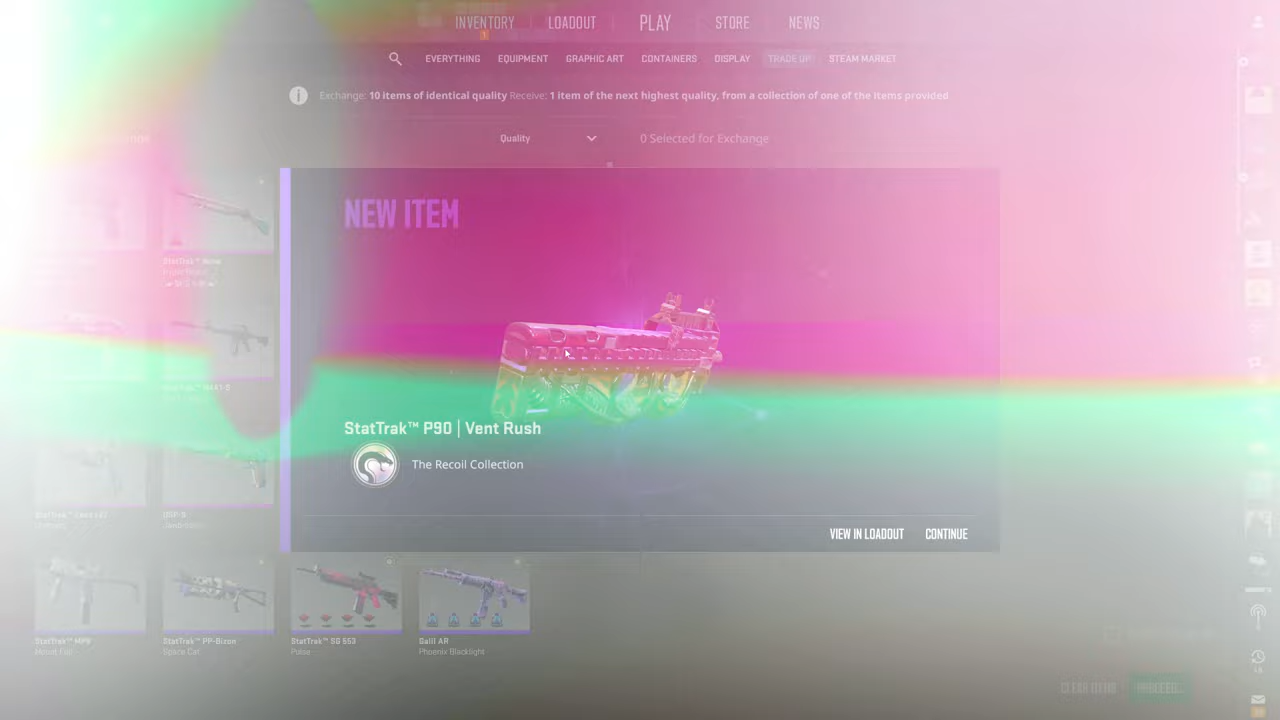 INVENTORY
LOADOUT
PLAY
STORE
NEWS
EVERYTHING
EQUIPMENT
GRAPHIC ART
CONTAINERS
DISPLAY
TRADE UP
STEAM MARKET
Exchange: 10 items of identical quality Receive: 1 item of the next highest quality, from a collection of one of the items provided
Quality
0 Selected for Exchange
NEW ITEM
StatTrak™ P90 | Vent Rush
The Recoil Collection
VIEW IN LOADOUT
CONTINUE
StatTrak™ Nova
USP-S
StatTrak™ MP9
StatTrak™ PP-Bizon
Space Cat
StatTrak™ SG 553
Pulse
Galil AR
Phoenix Blacklight